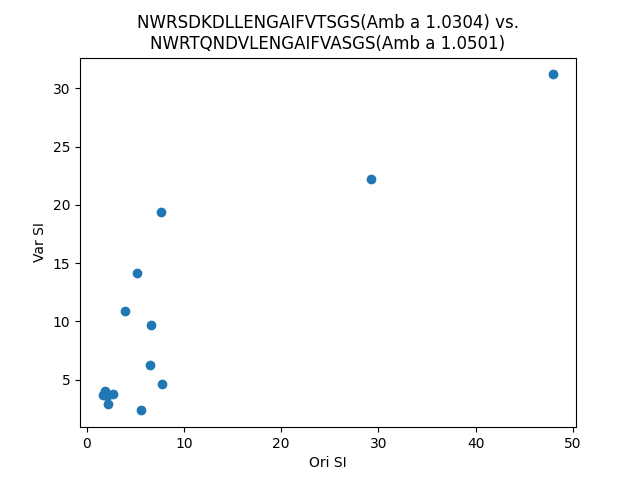 NWRSDKDLLENGAIFVTSGS(Amb a 1.0304) vs.
NWRTQNDVLENGAIFVASGS(Amb a 1.0501)
30
25
20
15
10
5
Var SI
0 10 20 30 40 50
Ori SI